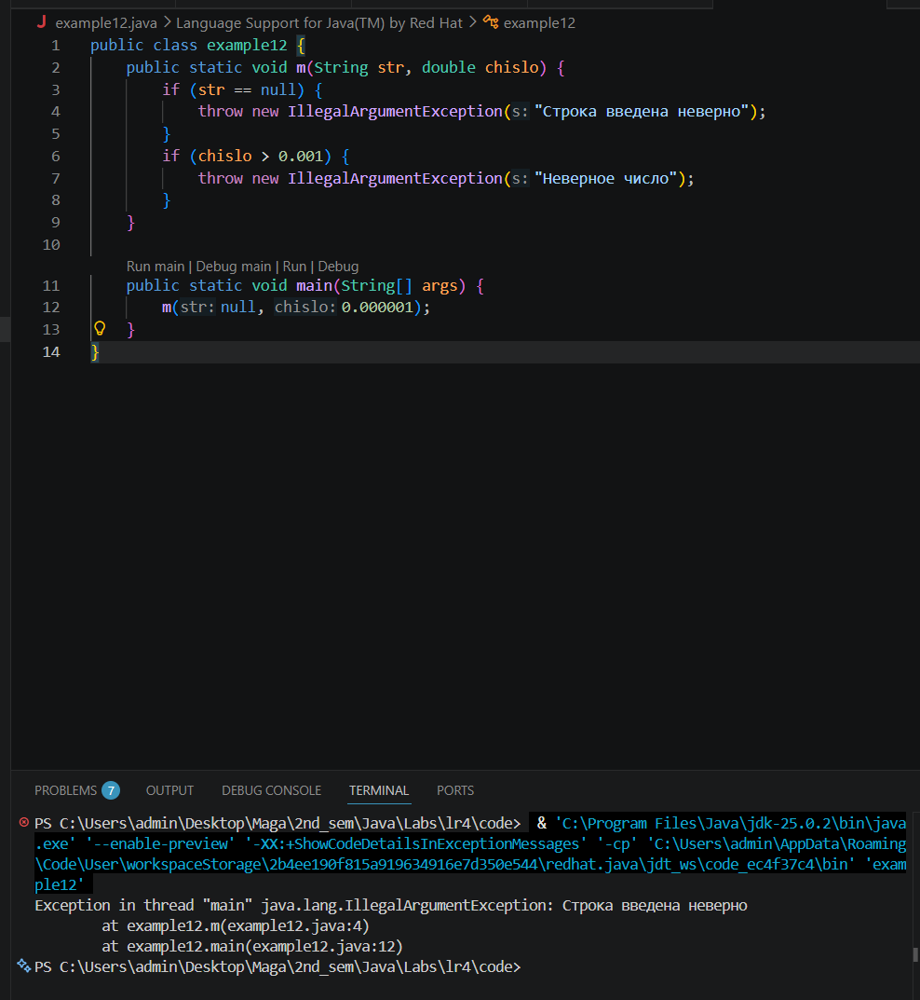 example12.java > Language Support for Java(TM) by Red Hat > example12
1 public class example12 {
2 public static void m(String str, double chislo) {
3 if (str == null) {
4 throw new IllegalArgumentException(s: "Строка введена неверно");
5 }
6 if (chislo > 0.001) {
7 throw new IllegalArgumentException(s: "Неверное число");
8 }
9 }
10
Run main | Debug main | Run | Debug
11 public static void main(String[] args) {
12 m(str: null, chislo: 0.000001);
13 }
14 }
PROBLEMS 7 OUTPUT DEBUG CONSOLE TERMINAL PORTS
PS C:\Users\admin\Desktop\Maga\2nd_sem\Java\Labs\lr4\code> & 'C:\Program Files\Java\jdk-25.0.2\bin\java
.exe' '--enable-preview' '-XX:+ShowCodeDetailsInExceptionMessages' '-cp' 'C:\Users\admin\AppData\Roaming
\Code\User\workspaceStorage\2b4ee190f815a919634916e7d350e544\redhat.java\jdt_ws\code_ec4f37c4\bin' 'exam
ple12'
Exception in thread "main" java.lang.IllegalArgumentException: Строка введена неверно
at example12.m(example12.java:4)
at example12.main(example12.java:12)
PS C:\Users\admin\Desktop\Maga\2nd_sem\Java\Labs\lr4\code>